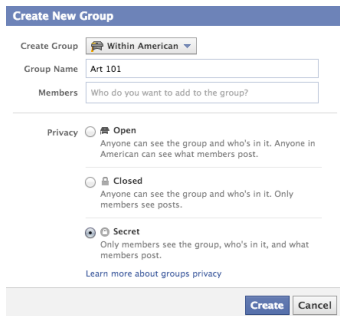 Create New Group
Create Group Within American
Group Name Art 101
Members Who do you want to add to the group?
Privacy Open
Anyone can see the group and who's in it. Anyone in
American can see what members post.
Closed
Anyone can see the group and who's in it. Only
members see posts.
Secret
Only members see the group, who's in it, and what
members post.
Learn more about groups privacy
Create Cancel